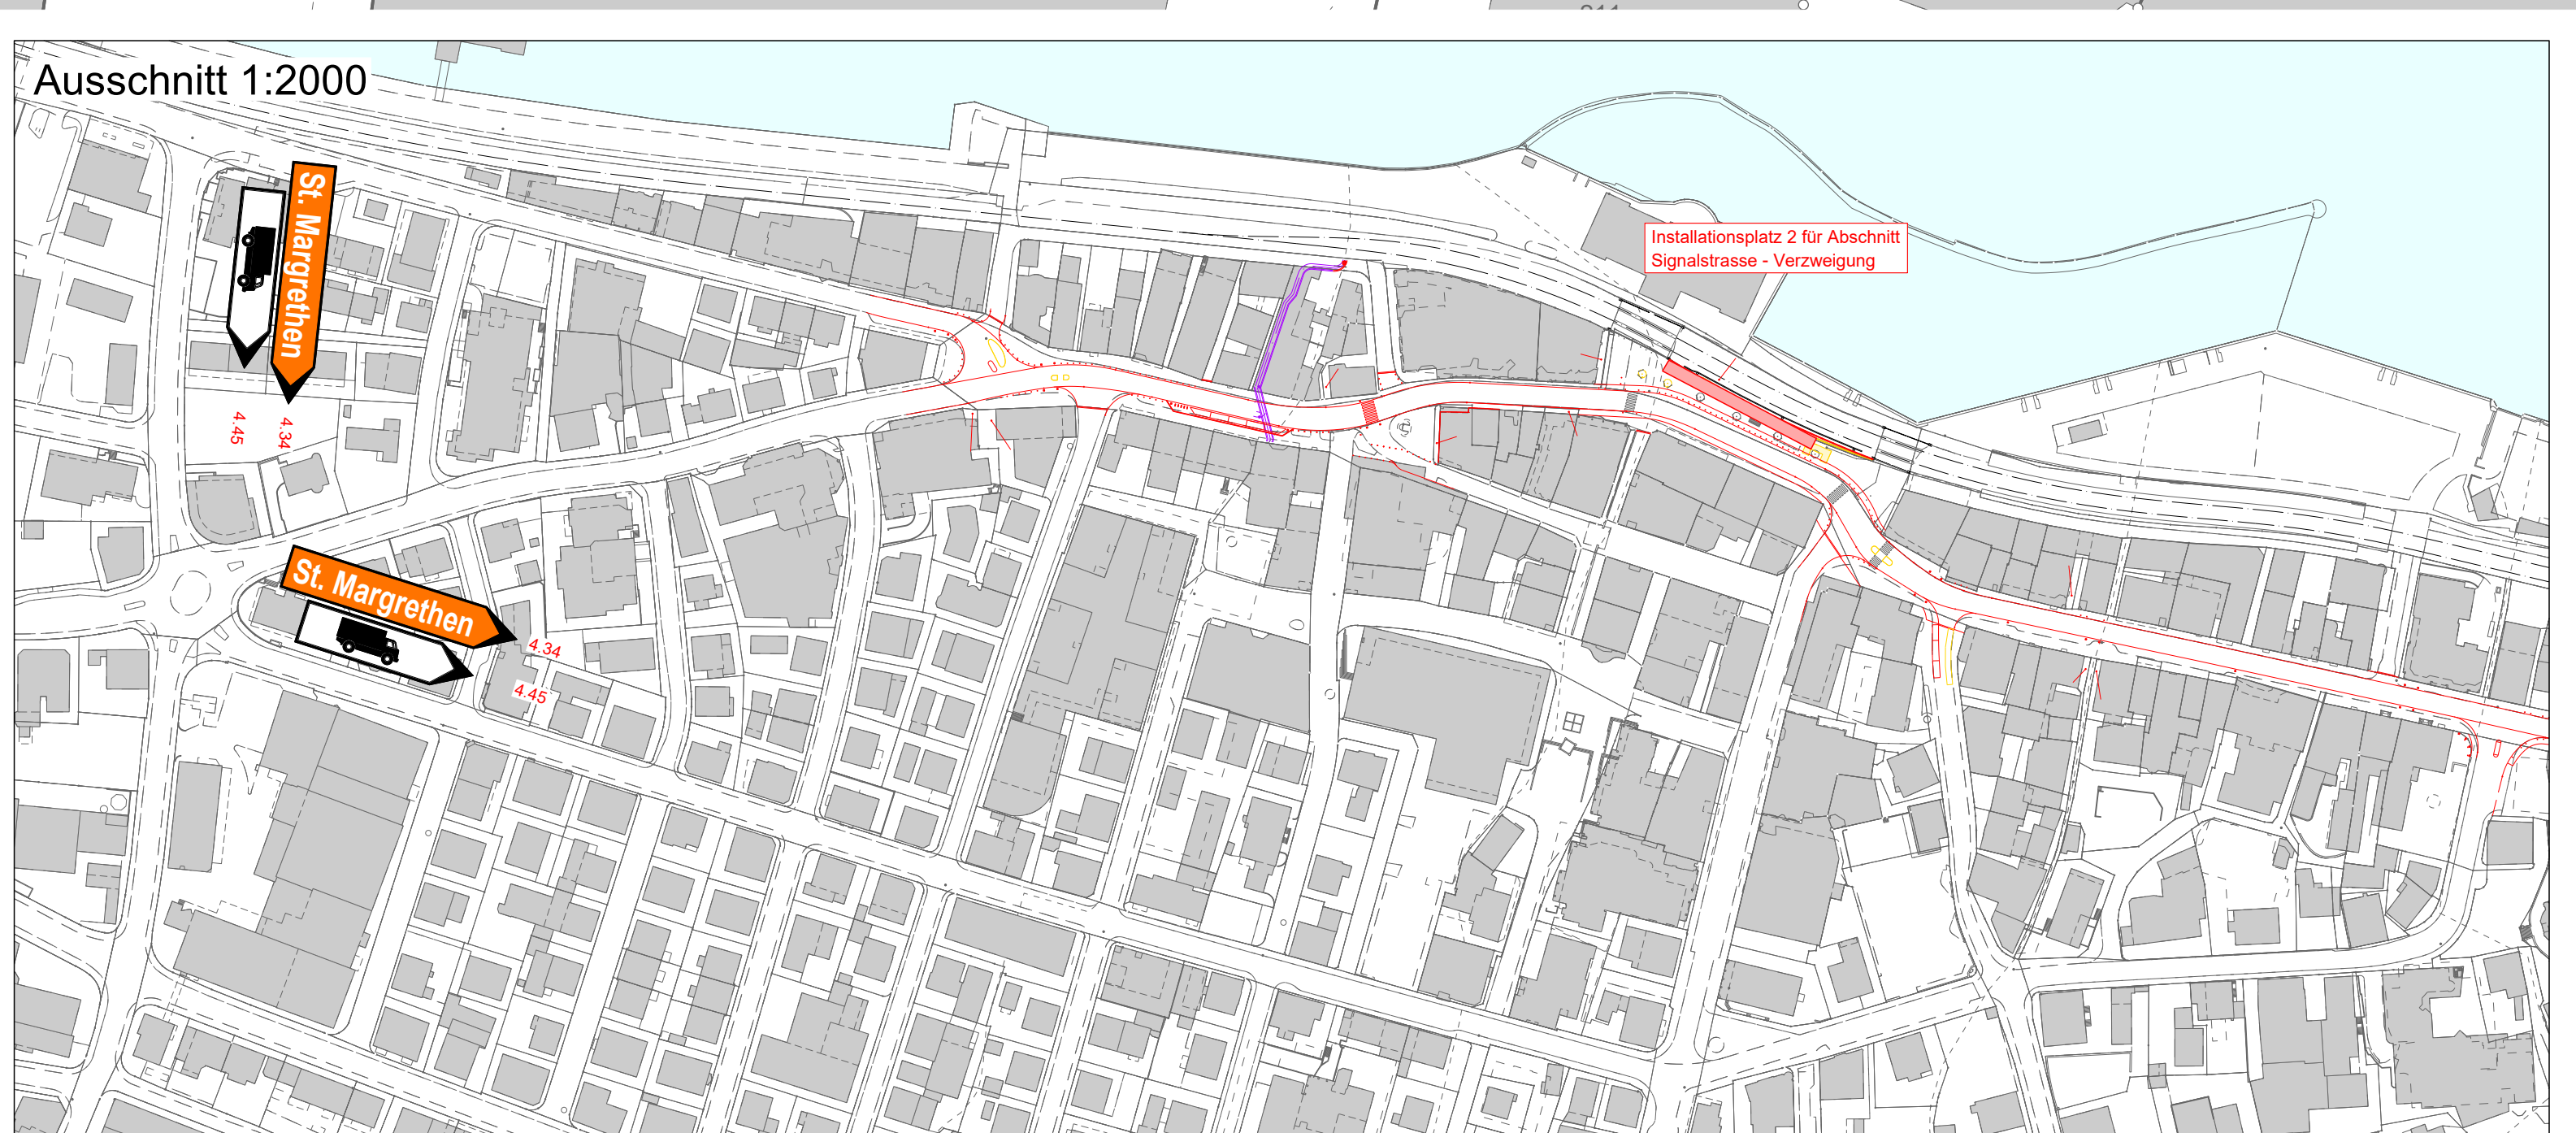 Ausschnitt 1:2000
St. Margrethen
4.45
4.34
Installationsplatz 2 für Abschnitt
Signalstrasse - Verzweigung
St. Margrethen
4.34
4.45